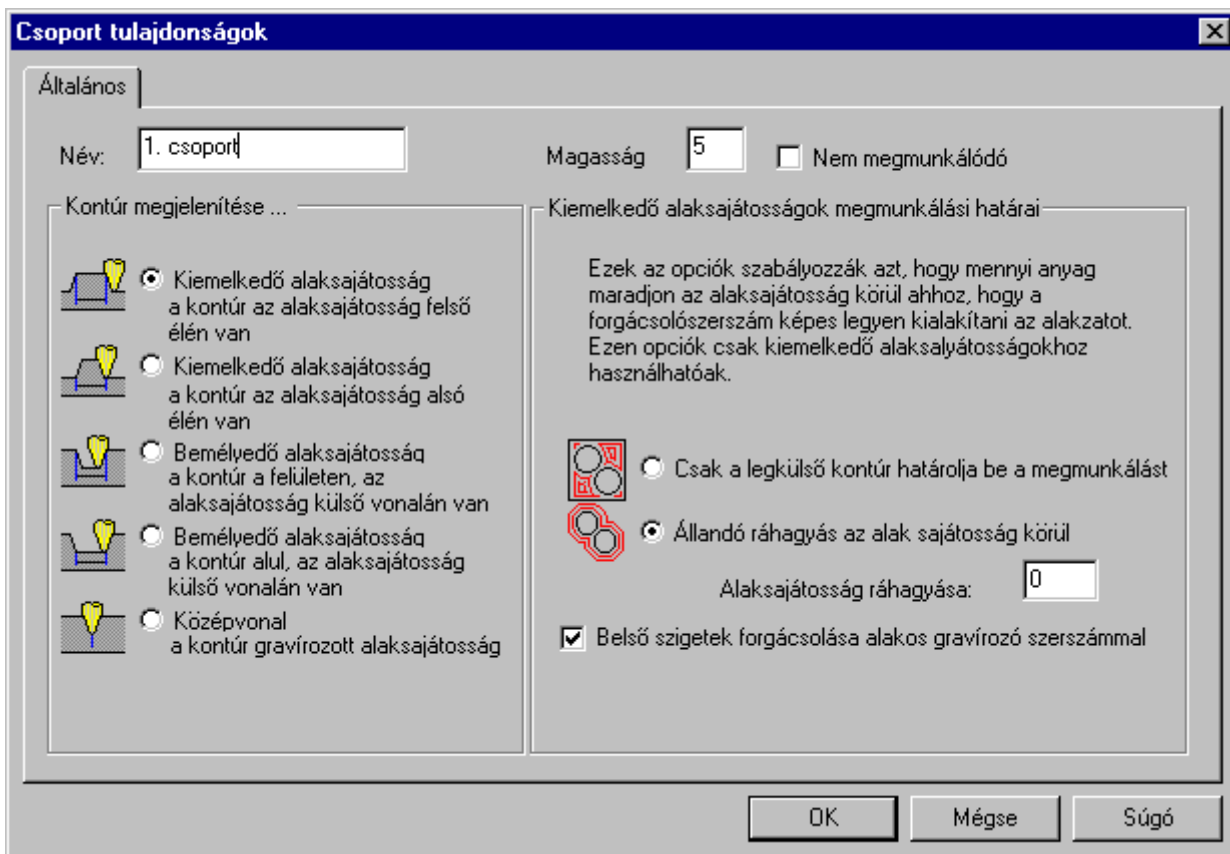 Csoport tulajdonságok
Általános
Név:
1. csoport
Magasság
5
Nem megmunkálódó
Kontúr megjelenítése ...
Kiemelkedő alaksajátosság
a kontúr az alaksajátosság felső
élén van
Kiemelkedő alaksajátosság
a kontúr az alaksajátosság alsó
élén van
Bemélyedő alaksajátosság
a kontúr a felületen, az
alaksajátosság külső vonalán van
Bemélyedő alaksajátosság
a kontúr alul, az alaksajátosság
külső vonalán van
Középvonal
a kontúr gravírozott alaksajátosság
Kiemelkedő alaksajátosságok megmunkálási határai
Ezek az opciók szabályozzák azt, hogy mennyi anyag
maradjon az alaksajátosság körül ahhoz, hogy a
forgácsolószerszám képes legyen kialakítani az alakzatot.
Ezen opciók csak kiemelkedő alaksalyátosságokhoz
használhatóak.
Csak a legkülső kontúr határolja be a megmunkálást
Állandó ráhagyás az alak sajátosság körül
Alaksajátosság ráhagyása:
0
Belső szigetek forgácsolása alakos gravírozó szerszámmal
OK
Mégse
Súgó